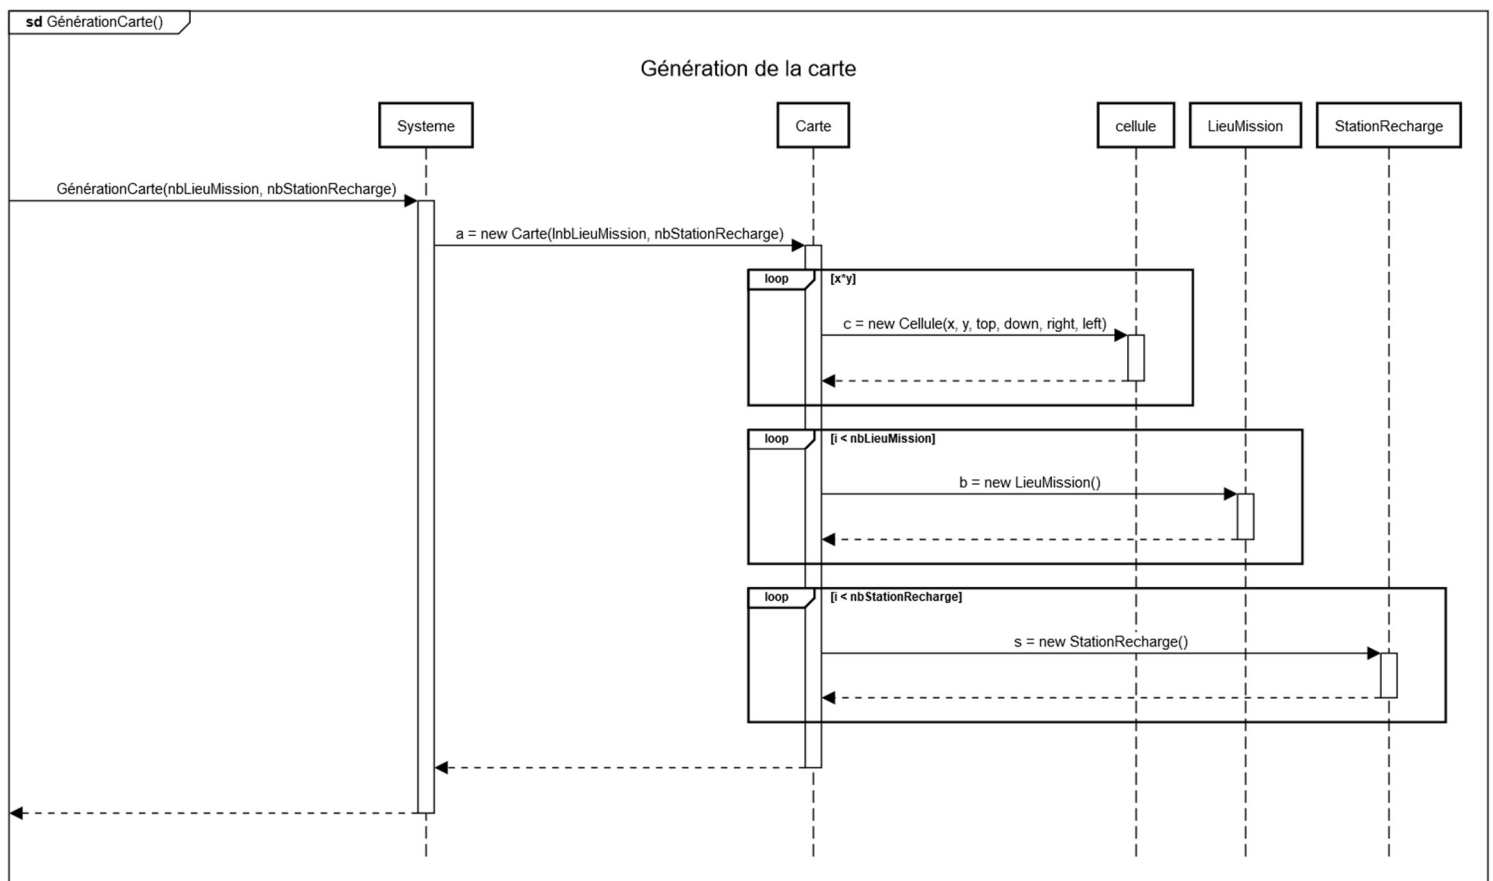 sd GénérationCarte()
Génération de la carte
Systeme
Carte
cellule
LieuMission
StationRecharge
GénérationCarte(nbLieuMission, nbStationRecharge)
a = new Carte(lnbLieuMission, nbStationRecharge)
loop [x*y]
c = new Cellule(x, y, top, down, right, left)
loop [i < nbLieuMission]
b = new LieuMission()
loop [i < nbStationRecharge]
s = new StationRecharge()